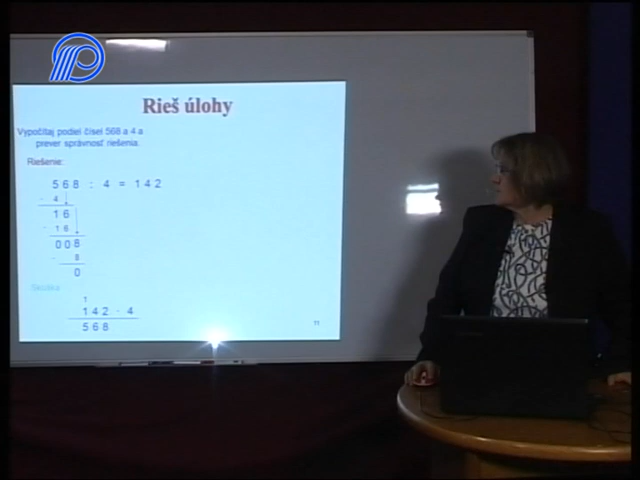 Rieš úlohy
Vypočítaj podiel čísel 568 a 4 a
prever správnosť riešenia.
Riešenie:
568 : 4 = 142
- 4
16
- 16
008
- 8
0
Skúška
1
142 · 4
568
11